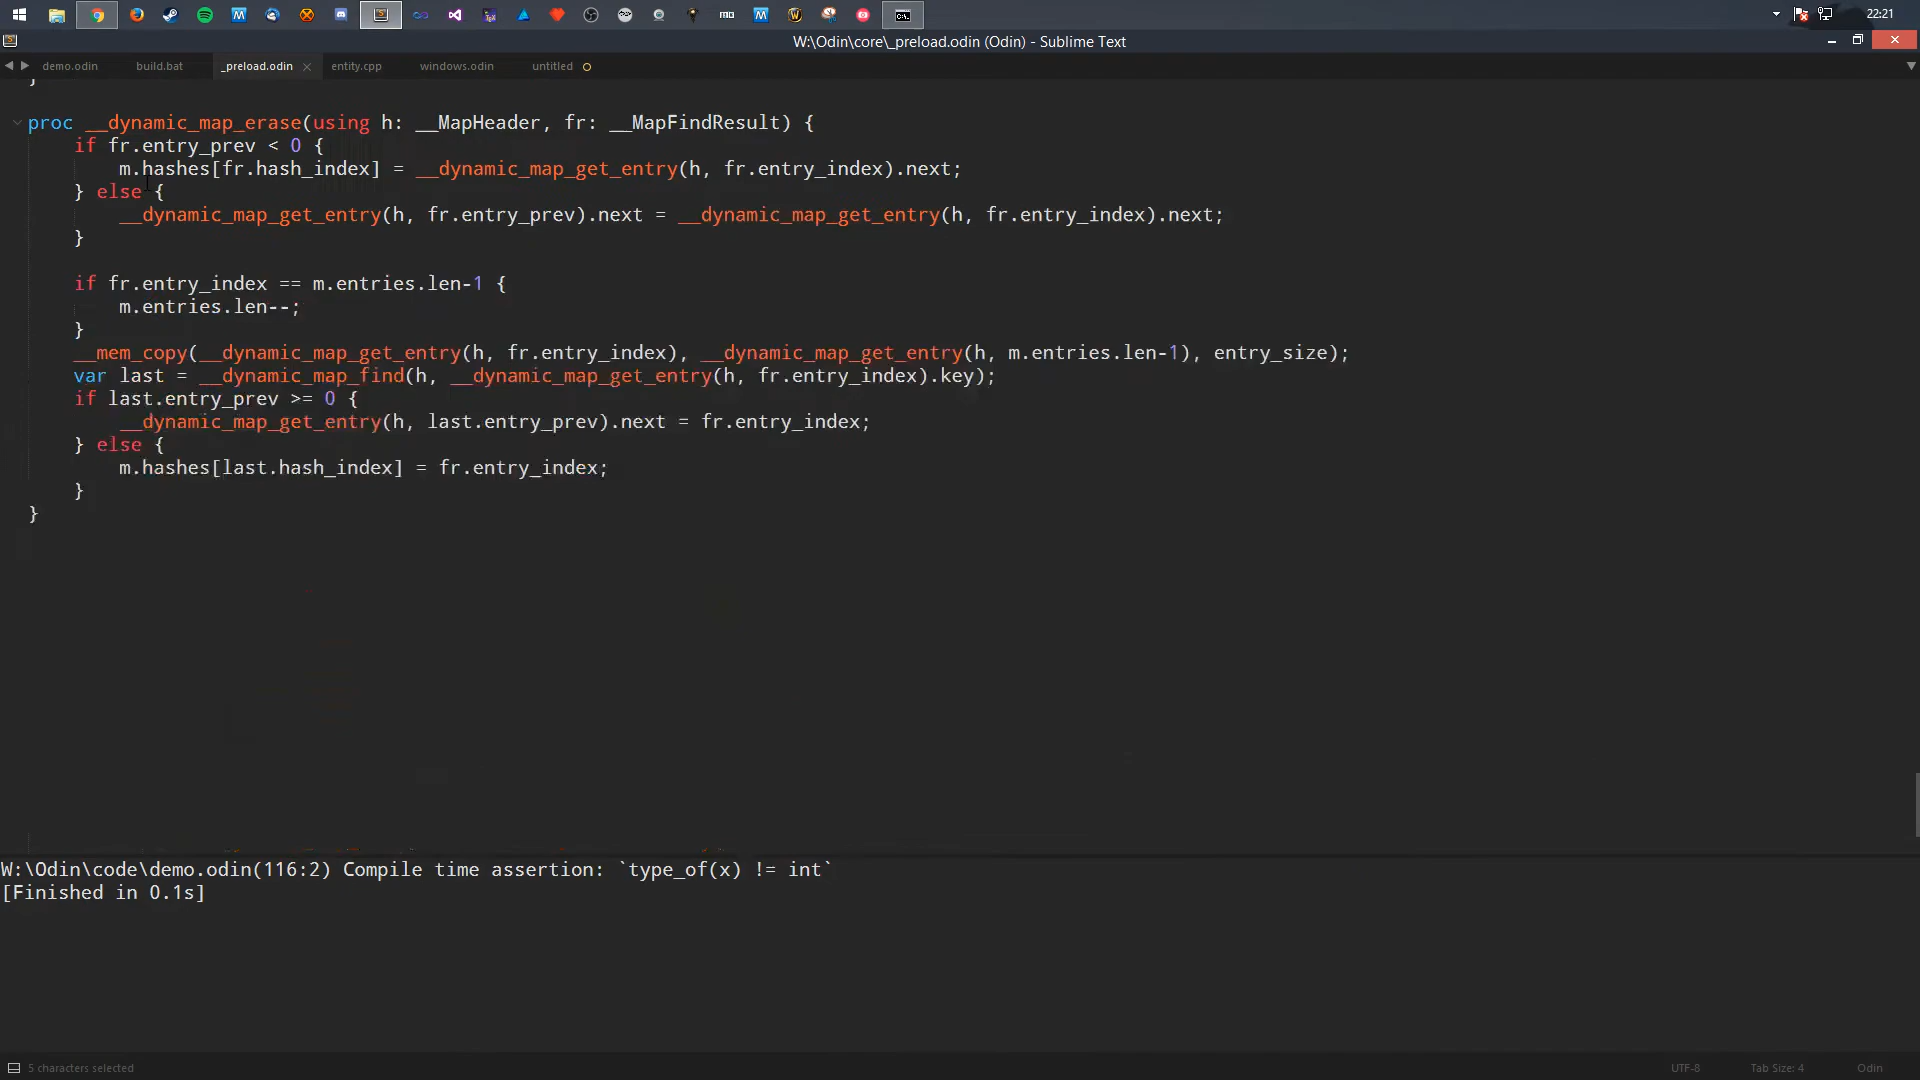 22:21
W:\Odin\core\_preload.odin (Odin) - Sublime Text
demo.odin build.bat _preload.odin entity.cpp windows.odin untitled
}
proc __dynamic_map_erase(using h: __MapHeader, fr: __MapFindResult) {
if fr.entry_prev < 0 {
m.hashes[fr.hash_index] = __dynamic_map_get_entry(h, fr.entry_index).next;
} else {
__dynamic_map_get_entry(h, fr.entry_prev).next = __dynamic_map_get_entry(h, fr.entry_index).next;
}
if fr.entry_index == m.entries.len-1 {
m.entries.len--;
}
__mem_copy(__dynamic_map_get_entry(h, fr.entry_index), __dynamic_map_get_entry(h, m.entries.len-1), entry_size);
var last = __dynamic_map_find(h, __dynamic_map_get_entry(h, fr.entry_index).key);
if last.entry_prev >= 0 {
__dynamic_map_get_entry(h, last.entry_prev).next = fr.entry_index;
} else {
m.hashes[last.hash_index] = fr.entry_index;
}
}
W:\Odin\code\demo.odin(116:2) Compile time assertion: `type_of(x) != int`
[Finished in 0.1s]
5 characters selected UTF-8 Tab Size: 4 Odin